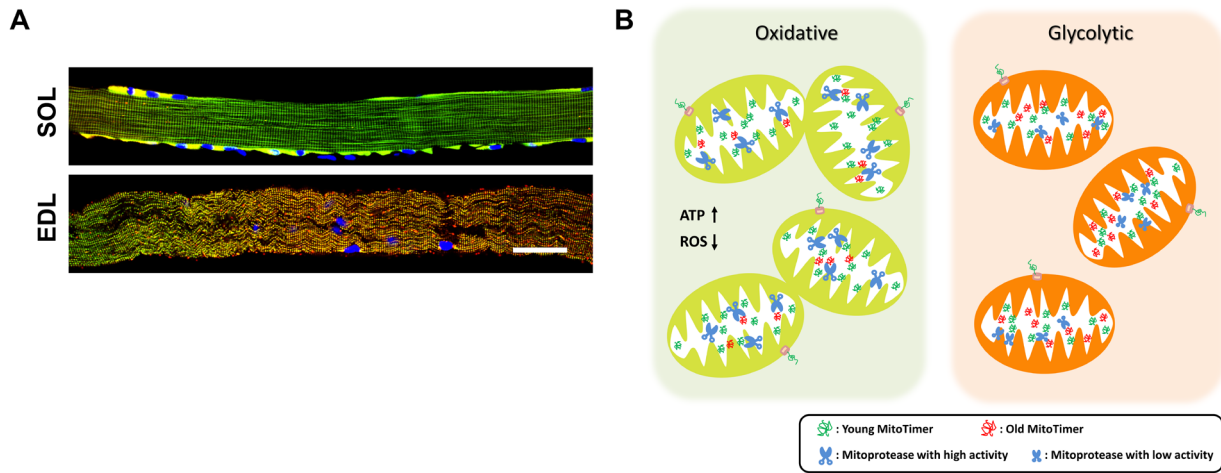 A
SOL
EDL
B
Oxidative
Glycolytic
ATP ↑
ROS ↓
: Young MitoTimer
: Old MitoTimer
: Mitoprotease with high activity
: Mitoprotease with low activity